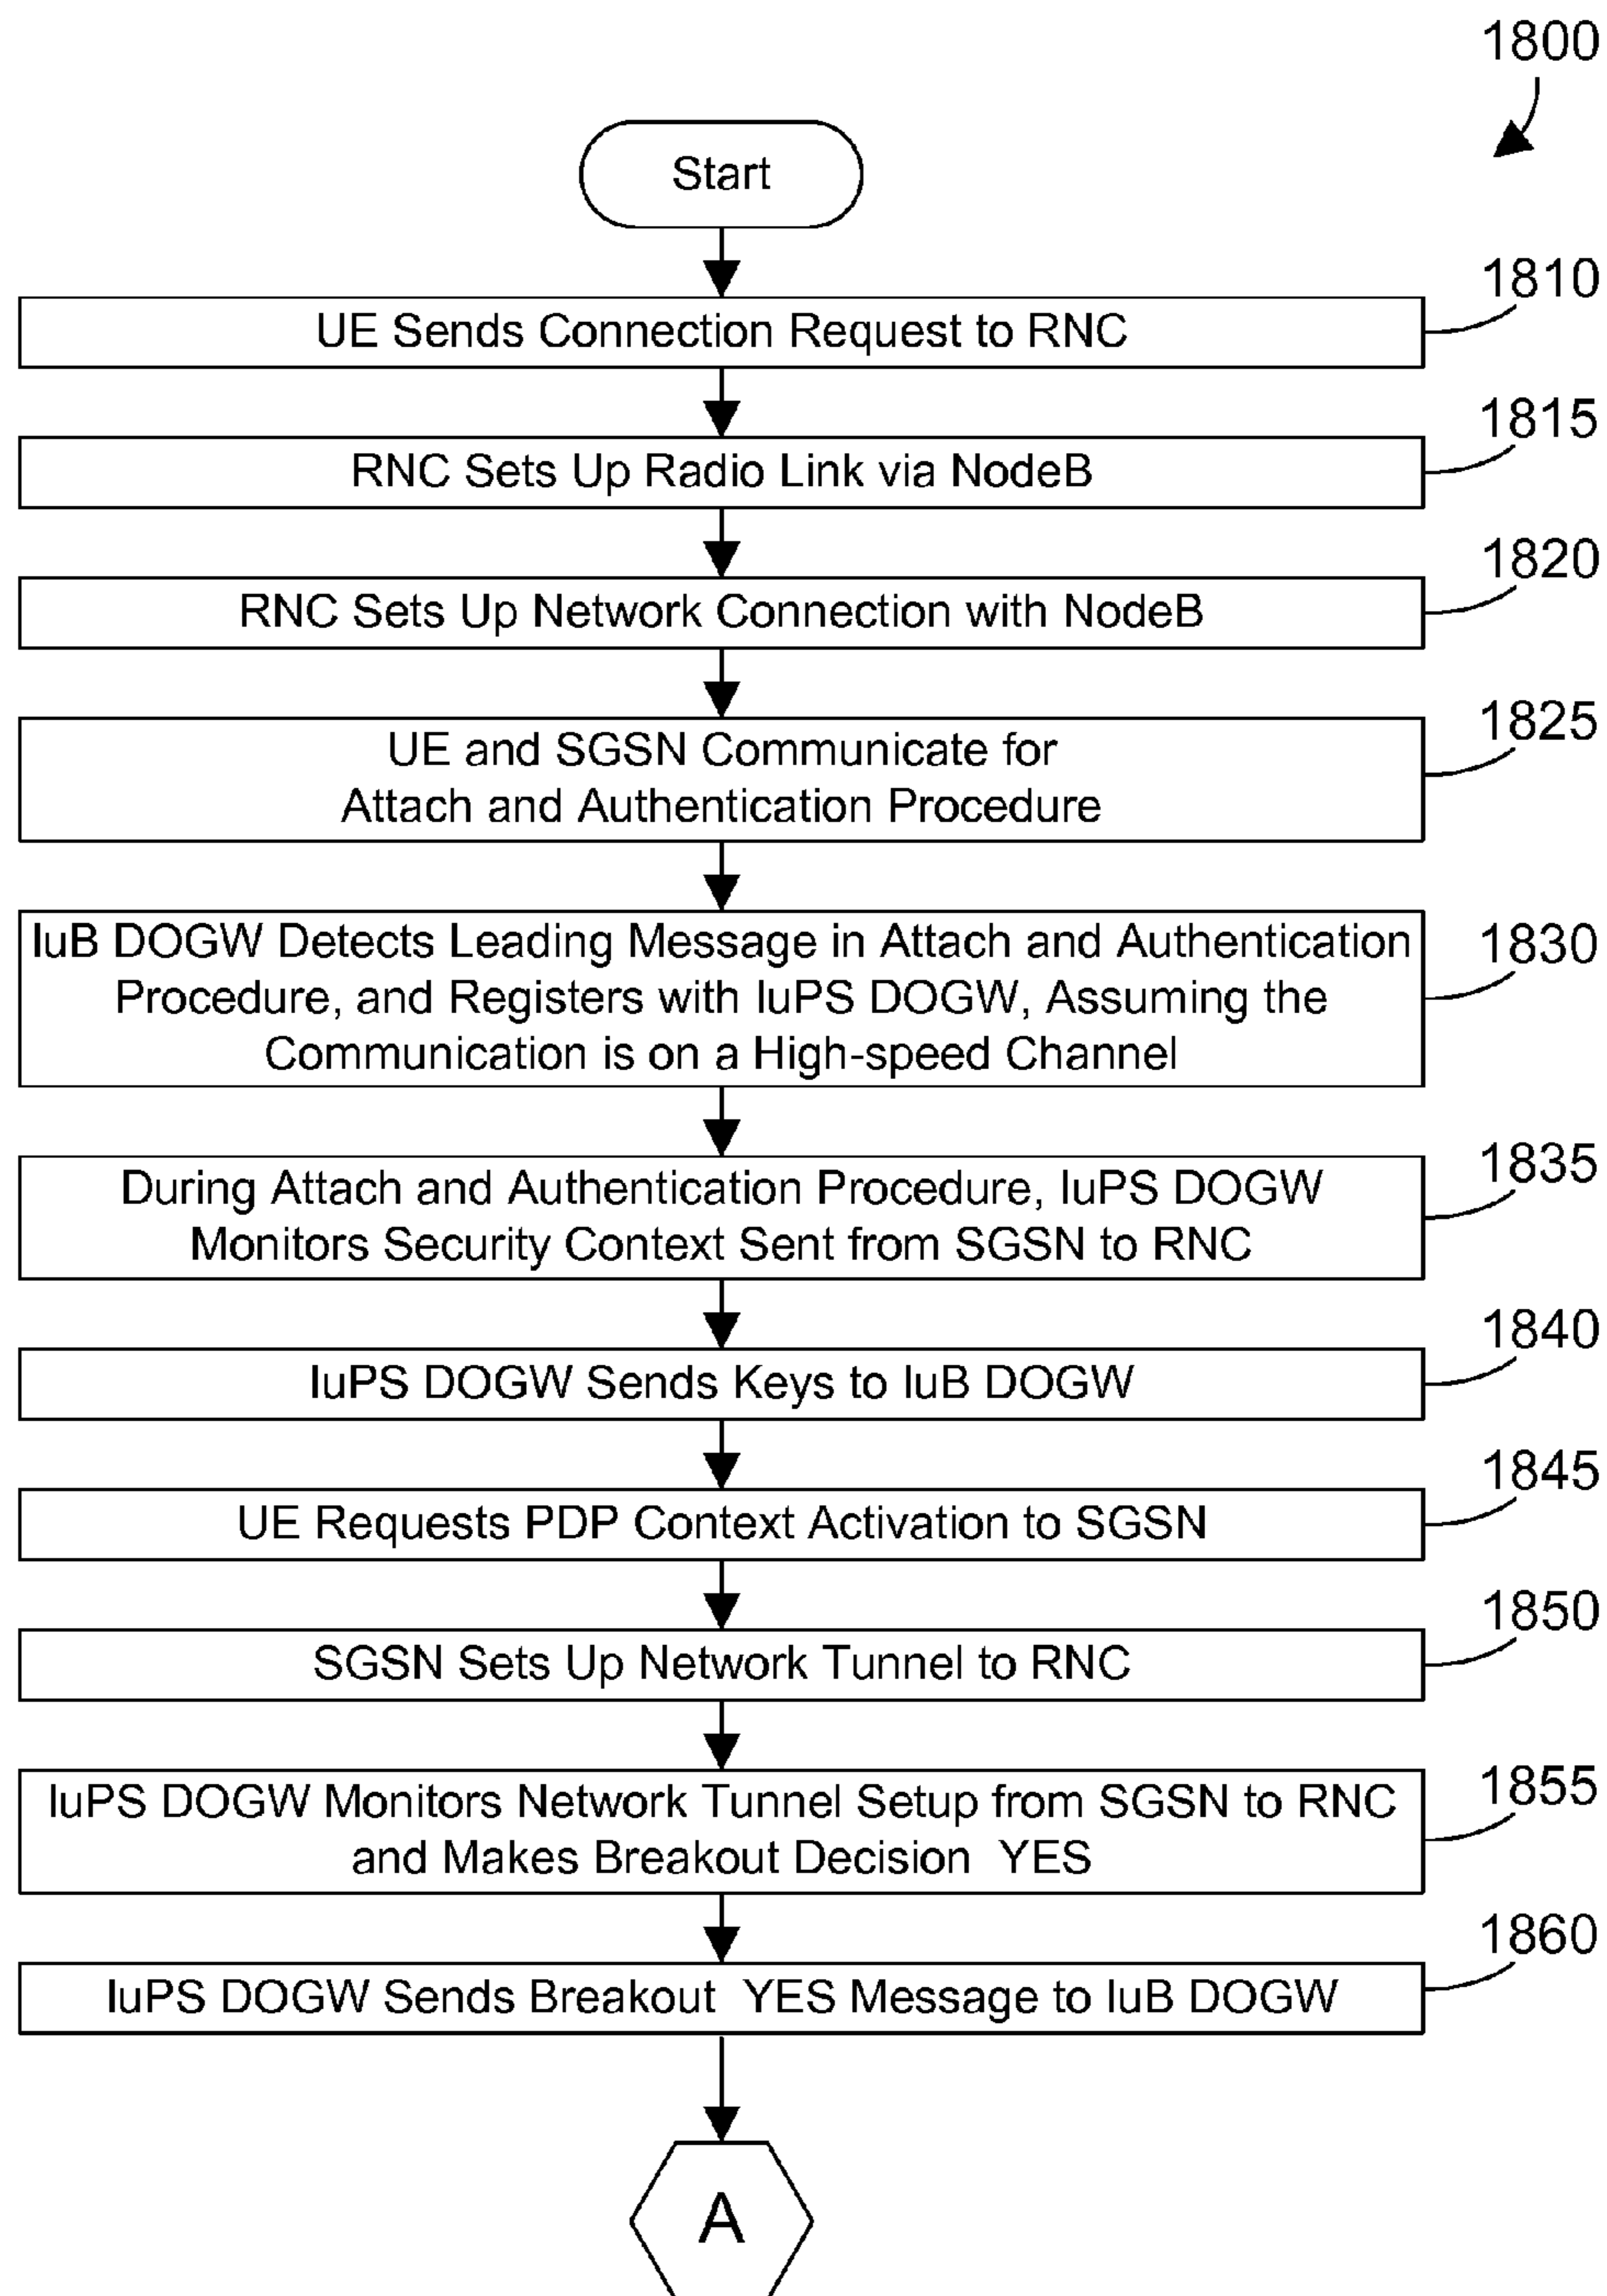 1800
Start
1810
UE Sends Connection Request to RNC
1815
RNC Sets Up Radio Link via NodeB
1820
RNC Sets Up Network Connection with NodeB
1825
UE and SGSN Communicate for
Attach and Authentication Procedure
1830
IuB DOGW Detects Leading Message in Attach and Authentication
Procedure, and Registers with IuPS DOGW, Assuming the
Communication is on a High-speed Channel
1835
During Attach and Authentication Procedure, IuPS DOGW
Monitors Security Context Sent from SGSN to RNC
1840
IuPS DOGW Sends Keys to IuB DOGW
1845
UE Requests PDP Context Activation to SGSN
1850
SGSN Sets Up Network Tunnel to RNC
1855
IuPS DOGW Monitors Network Tunnel Setup from SGSN to RNC
and Makes Breakout Decision YES
1860
IuPS DOGW Sends Breakout YES Message to IuB DOGW
A